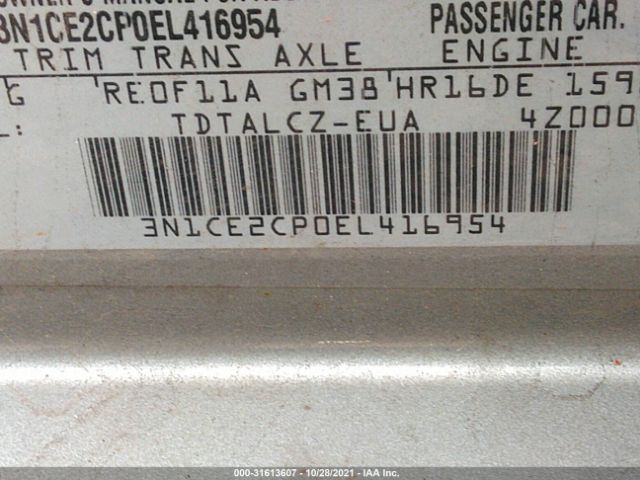 3N1CE2CP0EL416954
PASSENGER CAR.
TRIM TRANS AXLE ENGINE
G RE0F11A GM38 HR16DE 159
L: TDTALCZ-EUA 4Z000
3N1CE2CP0EL416954
000-31613607 - 10/28/2021 - IAA Inc.